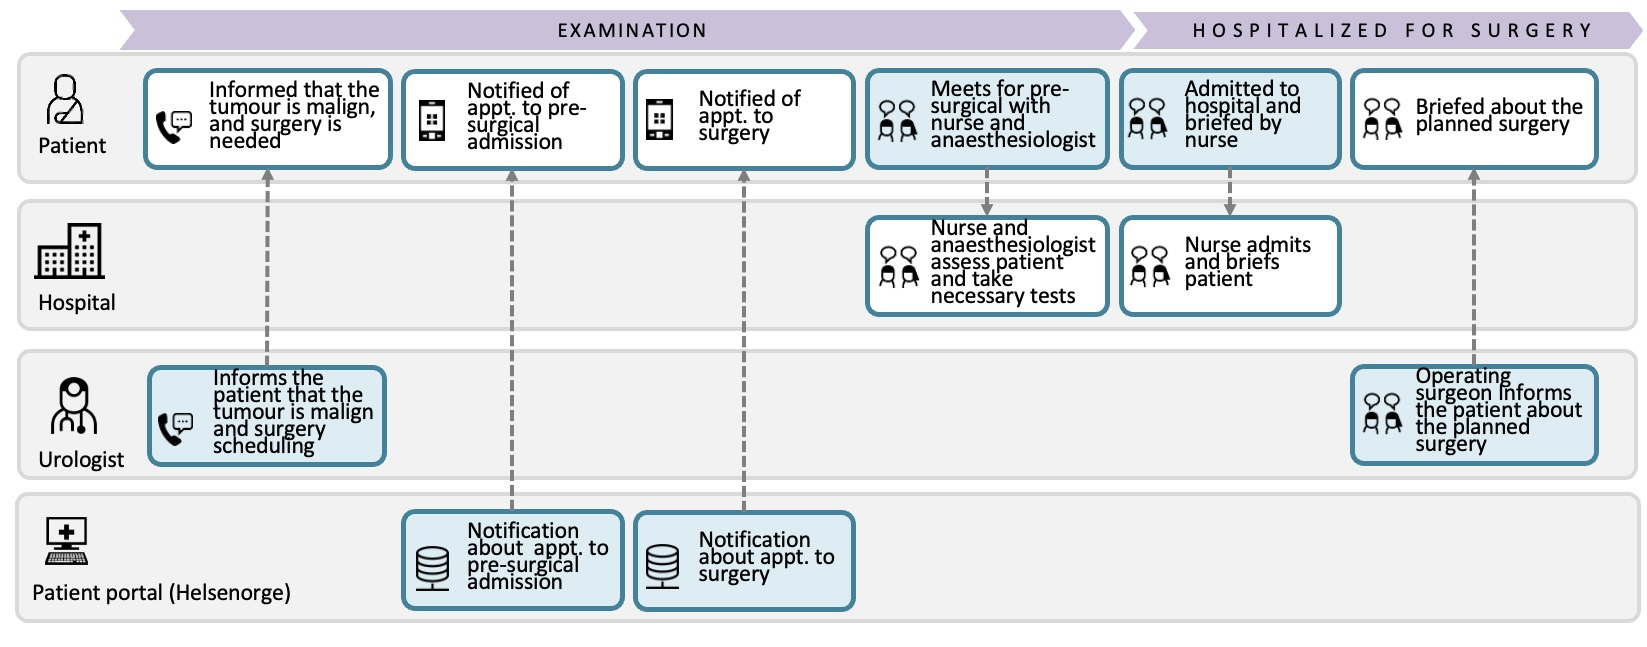 EXAMINATION
HOSPITALIZED FOR SURGERY
Patient
Informed that the
tumour is malign,
and surgery is
needed
Notified of
appt. to pre-
surgical
admission
Notified of
appt. to
surgery
Meets for pre-
surgical with
nurse and
anaesthesiologist
Admitted to
hospital and
briefed by
nurse
Briefed about the
planned surgery
Hospital
Nurse and
anaesthesiologist
assess patient
and take
necessary tests
Nurse admits
and briefs
patient
Urologist
Informs the
patient that the
tumour is malign
and surgery
scheduling
Operating
surgeon informs
the patient about
the planned
surgery
Patient portal (Helsenorge)
Notification
about appt. to
pre-surgical
admission
Notification
about appt. to
surgery